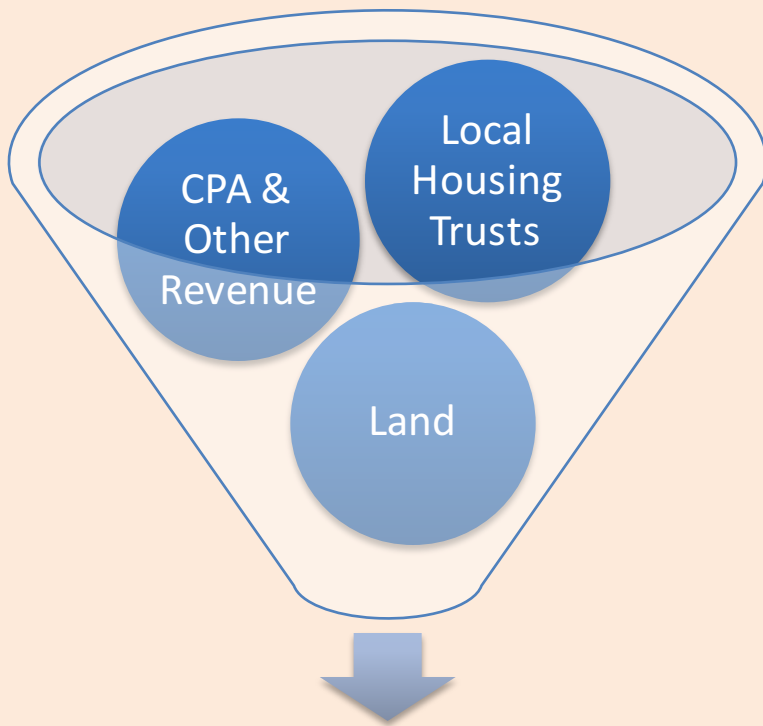 CPA &
Other
Revenue
Local
Housing
Trusts
Land